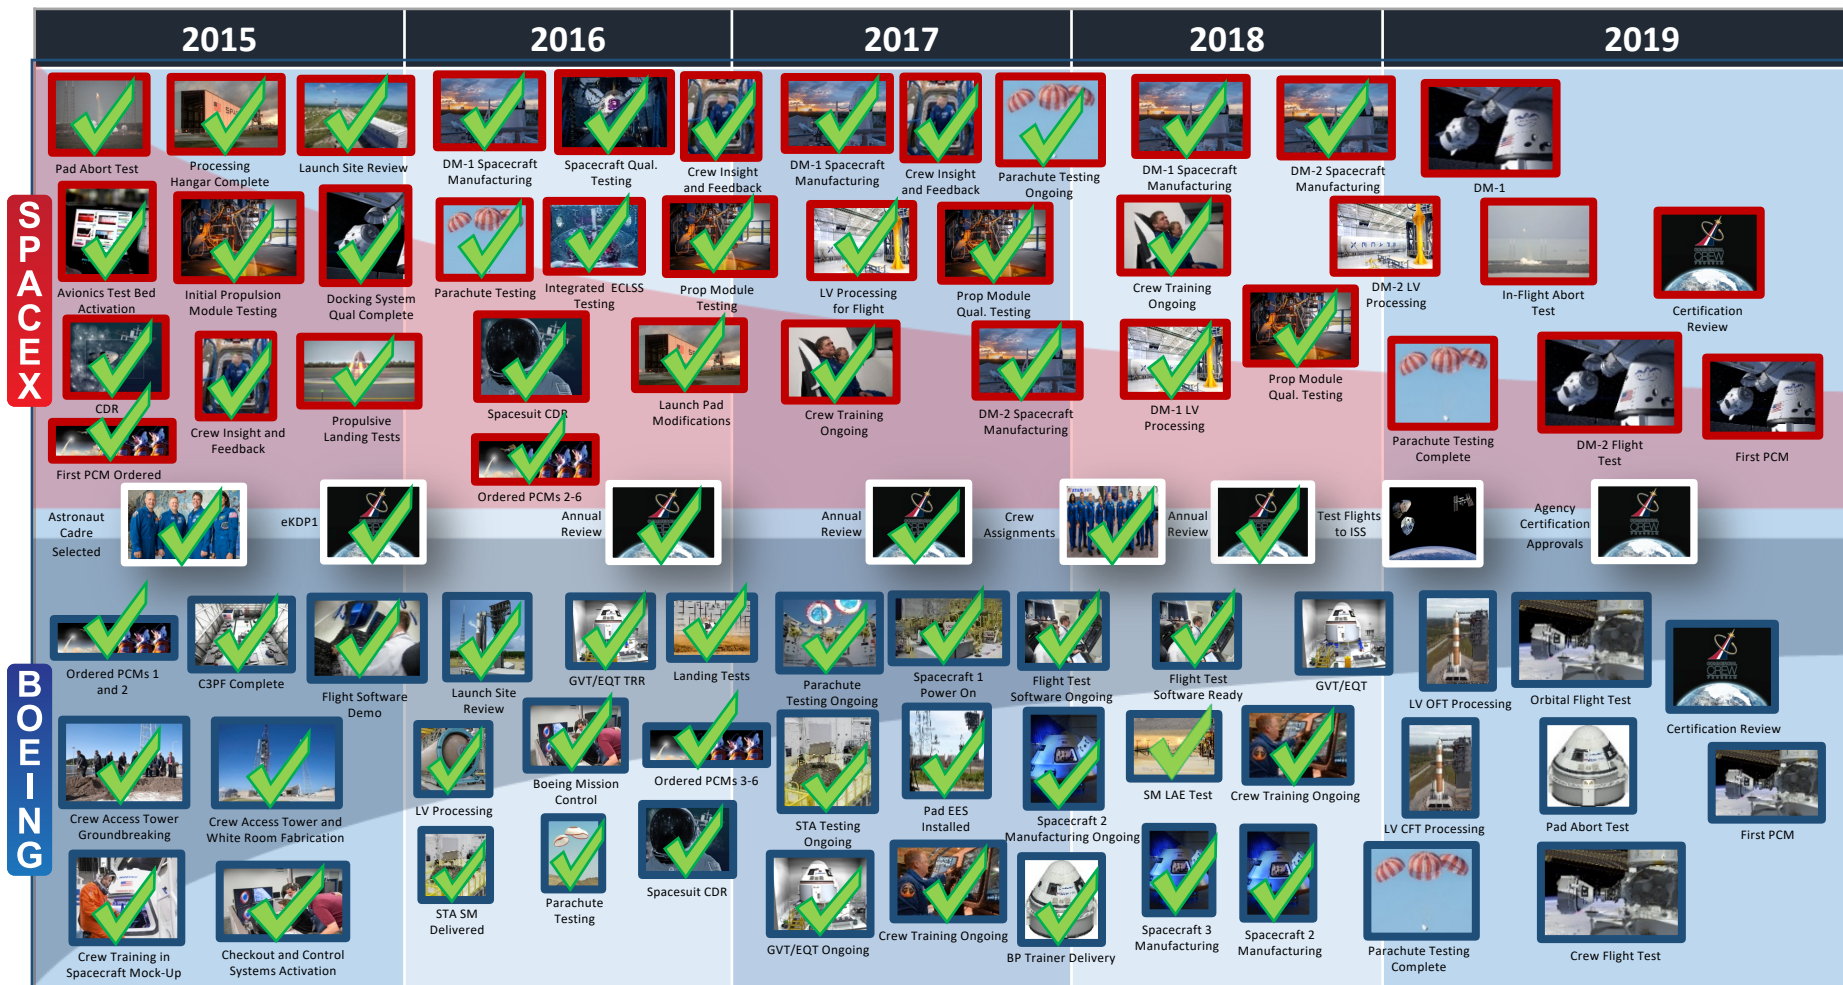 2015
2016
2017
2018
2019
SPACEX
Pad Abort Test
Processing
Hangar Complete
Launch Site Review
DM-1 Spacecraft
Manufacturing
Spacecraft Qual.
Testing
Crew Insight
and Feedback
DM-1 Spacecraft
Manufacturing
Crew Insight
and Feedback
Parachute Testing
Ongoing
DM-1 Spacecraft
Manufacturing
DM-2 Spacecraft
Manufacturing
DM-1
Avionics Test Bed
Activation
Initial Propulsion
Module Testing
Docking System
Qual Complete
Parachute Testing
Integrated ECLSS
Testing
Prop Module
Testing
LV Processing
for Flight
Prop Module
Qual. Testing
Crew Training
Ongoing
DM-2 LV
Processing
In-Flight Abort
Test
Certification
Review
CDR
Crew Insight and
Feedback
Propulsive
Landing Tests
Spacesuit CDR
Launch Pad
Modifications
Crew Training
Ongoing
DM-2 Spacecraft
Manufacturing
DM-1 LV
Processing
Prop Module
Qual. Testing
Parachute Testing
Complete
DM-2 Flight
Test
First PCM
First PCM Ordered
Ordered PCMs 2-6
Astronaut
Cadre
Selected
eKDP1
Annual
Review
Annual
Review
Crew
Assignments
Annual
Review
Test Flights
to ISS
Agency
Certification
Approvals
BOEING
Ordered PCMs 1
and 2
C3PF Complete
Flight Software
Demo
Launch Site
Review
GVT/EQT TRR
Landing Tests
Parachute
Testing Ongoing
Spacecraft 1
Power On
Flight Test
Software Ongoing
Flight Test
Software Ready
GVT/EQT
LV OFT Processing
Orbital Flight Test
Certification Review
Crew Access Tower
Groundbreaking
Crew Access Tower and
White Room Fabrication
LV Processing
Boeing Mission
Control
Ordered PCMs 3-6
STA Testing
Ongoing
Pad EES
Installed
Spacecraft 2
Manufacturing Ongoing
SM LAE Test
Crew Training Ongoing
LV CFT Processing
Pad Abort Test
First PCM
Crew Training in
Spacecraft Mock-Up
Checkout and Control
Systems Activation
STA SM
Delivered
Parachute
Testing
Spacesuit CDR
GVT/EQT Ongoing
Crew Training Ongoing
BP Trainer Delivery
Spacecraft 3
Manufacturing
Spacecraft 2
Manufacturing
Parachute Testing
Complete
Crew Flight Test